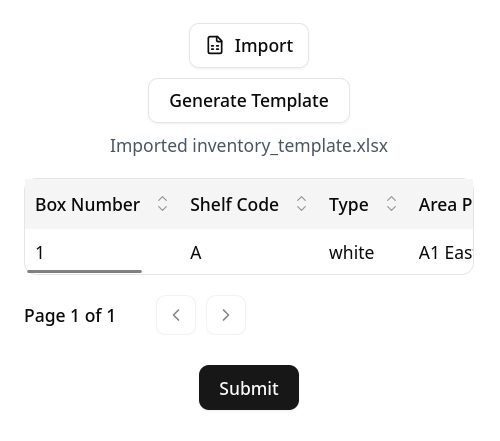 Import
Generate Template
Imported inventory_template.xlsx
Box Number Shelf Code Type Area P
1 A white A1 Eas
Page 1 of 1
Submit